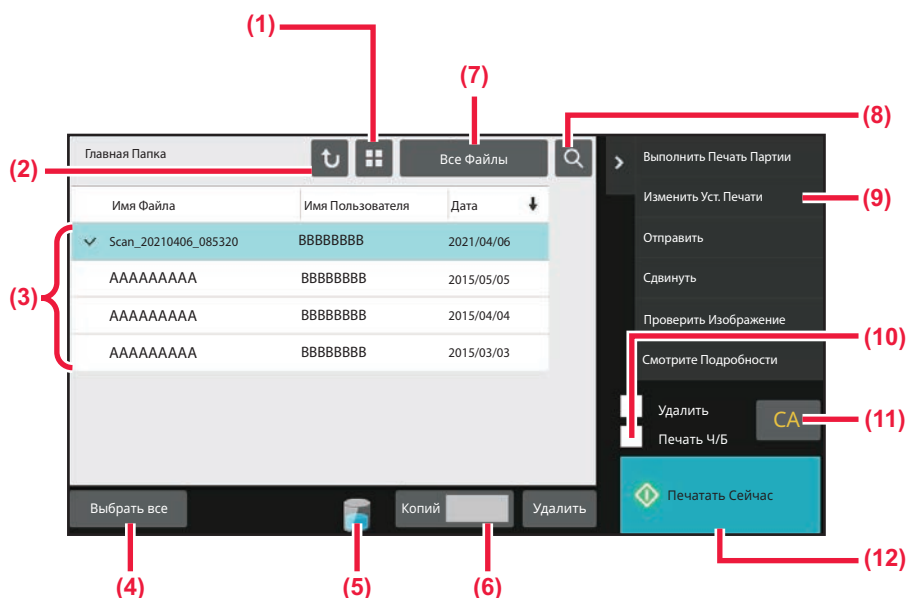 (1)
(7)
(8)
(2)
Главная Папка
Все Файлы
Выполнить Печать Партии
Имя Файла Имя Пользователя Дата
Изменить Уст. Печати
(9)
Scan_20210406_085320 BBBBBBBB 2021/04/06
Отправить
AAAAAAAAA BBBBBBBB 2015/05/05
Сдвинуть
(3)
AAAAAAAAA BBBBBBBB 2015/04/04
Проверить Изображение
(10)
AAAAAAAAA BBBBBBBB 2015/03/03
Смотрите Подробности
Удалить
CA
(11)
Печать Ч/Б
Выбрать все
Копий
Удалить
Печатать Сейчас
(12)
(4)
(5)
(6)